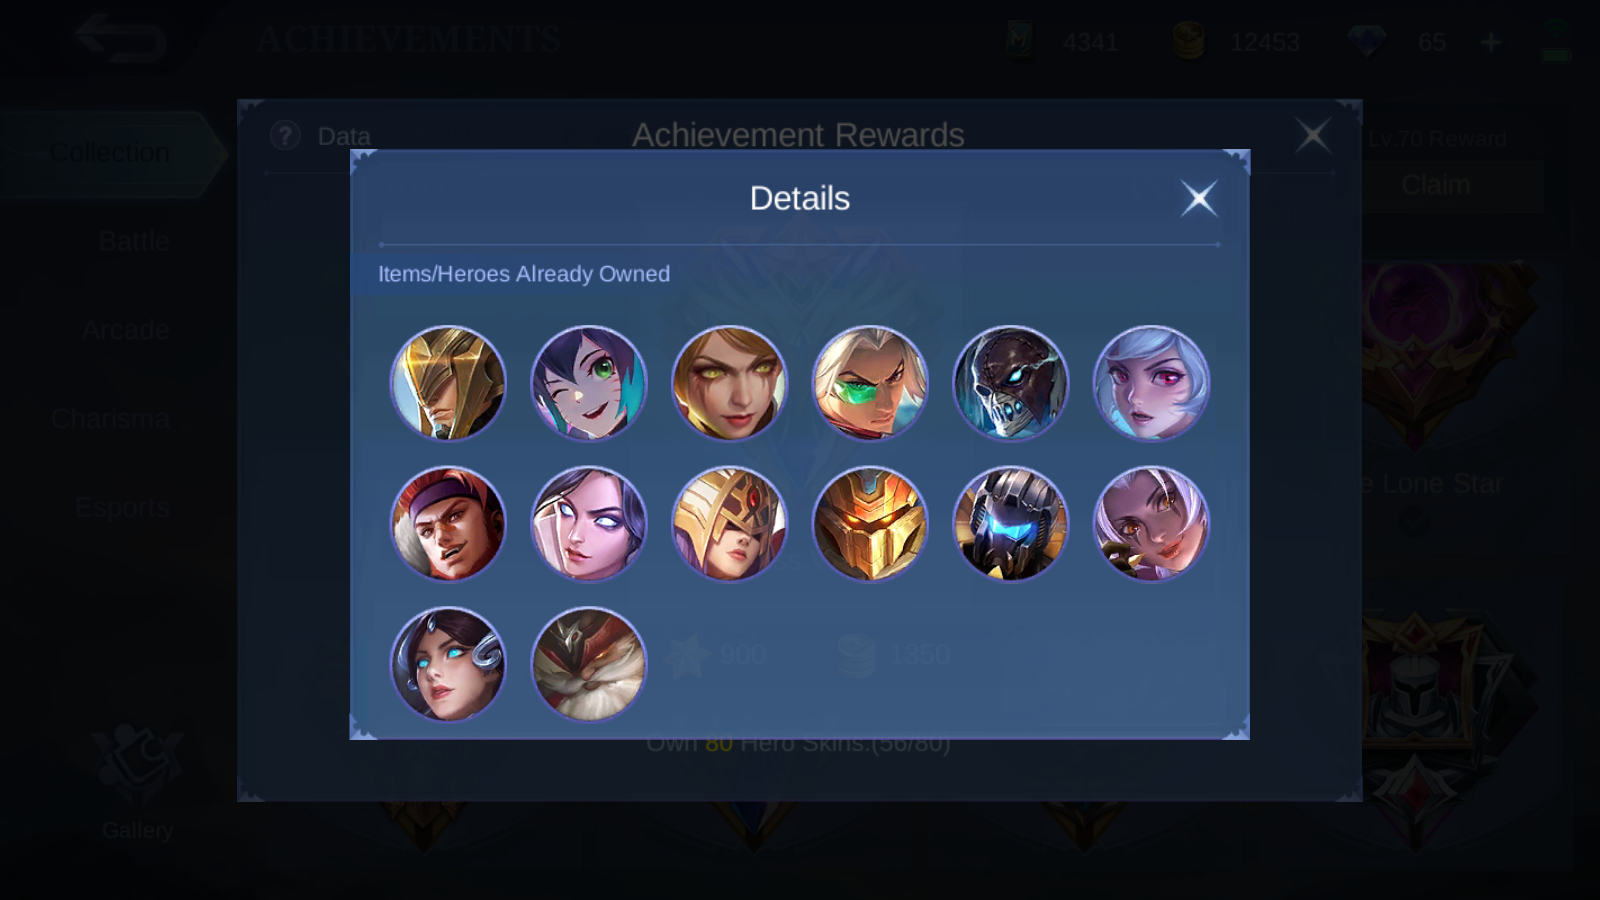 ACHIEVEMENTS
4341
12453
65
Collection
Battle
Arcade
Charisma
Esports
Gallery
Data
Achievement Rewards
Lv.70 Reward
Claim
Details
Items/Heroes Already Owned
e Lone Star
900
1350
Own 80 Hero Skins.(56/80)